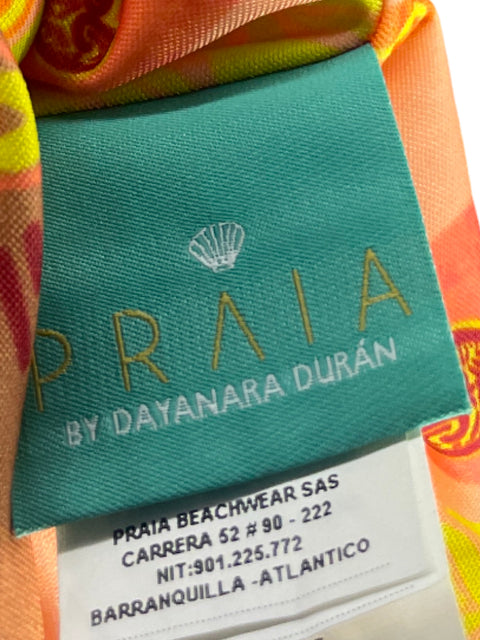 PRAIA
BY DAYANARA DURÁN
PRAIA BEACHWEAR SAS
CARRERA 52 # 90 - 222
NIT:901.225.772
BARRANQUILLA -ATLANTICO